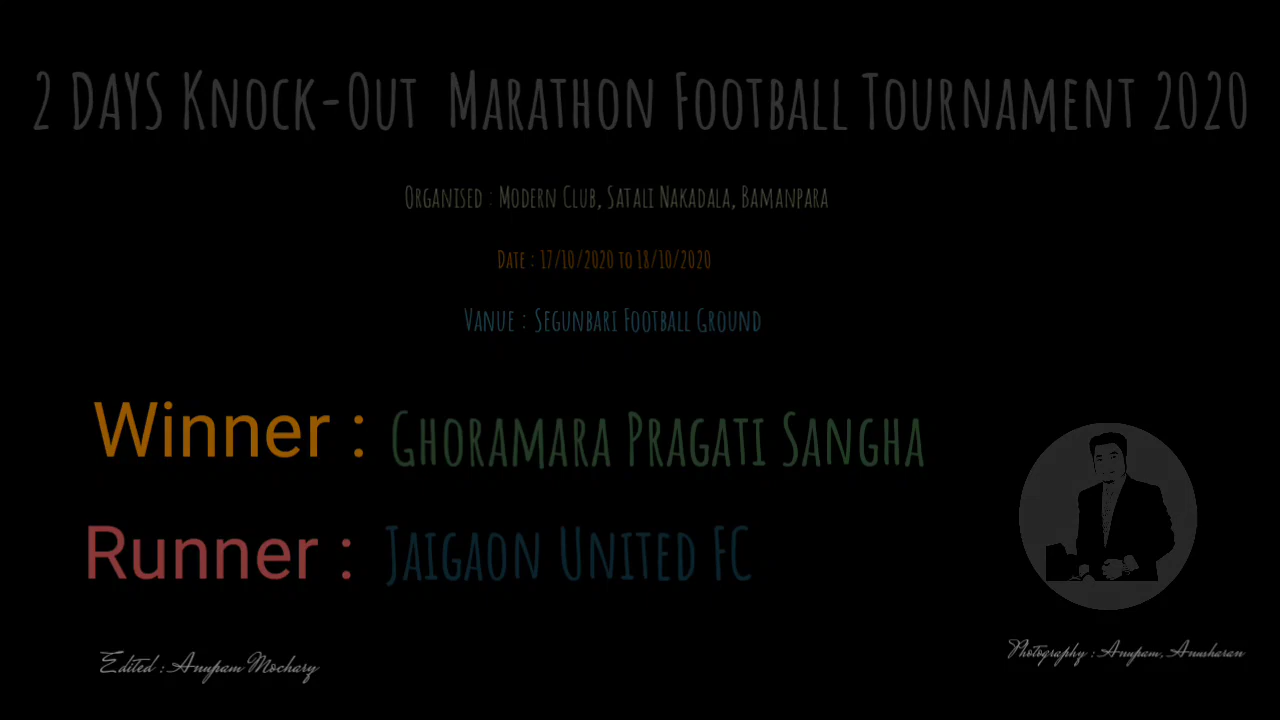 2 DAYS Knock-Out Marathon Football Tournament 2020
Organised : Modern Club, Satali Nakadala, Bamanpara
Date : 17/10/2020 to 18/10/2020
Vanue : Segunbari Football Ground
Winner : Ghoramara Pragati Sangha
Runner : Jaigaon United FC
Edited : Anupam Mochary
Photography : Anupam, Anusharan